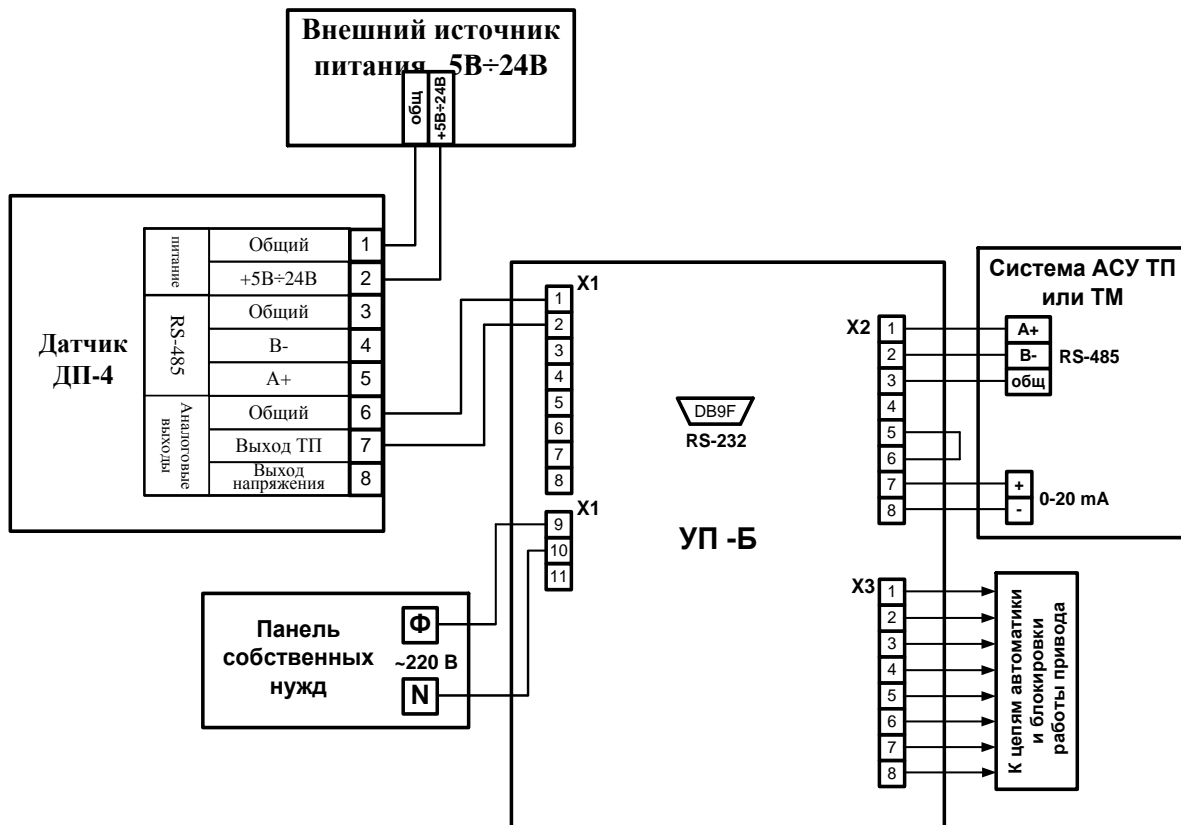 Внешний источник
питания 5В÷24В
общ
+5В÷24В
Датчик
ДП-4
питание
Общий
1
+5В÷24В
2
RS-485
Общий
3
В-
4
А+
5
Аналоговые
выходы
Общий
6
Выход ТП
7
Выход
напряжения
8
X1
1
2
3
4
5
6
7
8
X1
9
10
11
DB9F
RS-232
УП -Б
X2
1
2
3
4
5
6
7
8
Система АСУ ТП
или ТМ
А+
В-
общ
RS-485
+
-
0-20 mA
Панель
собственных
нужд
Ф
~220 В
N
X3
1
2
3
4
5
6
7
8
К цепям автоматики
и блокировки
работы привода